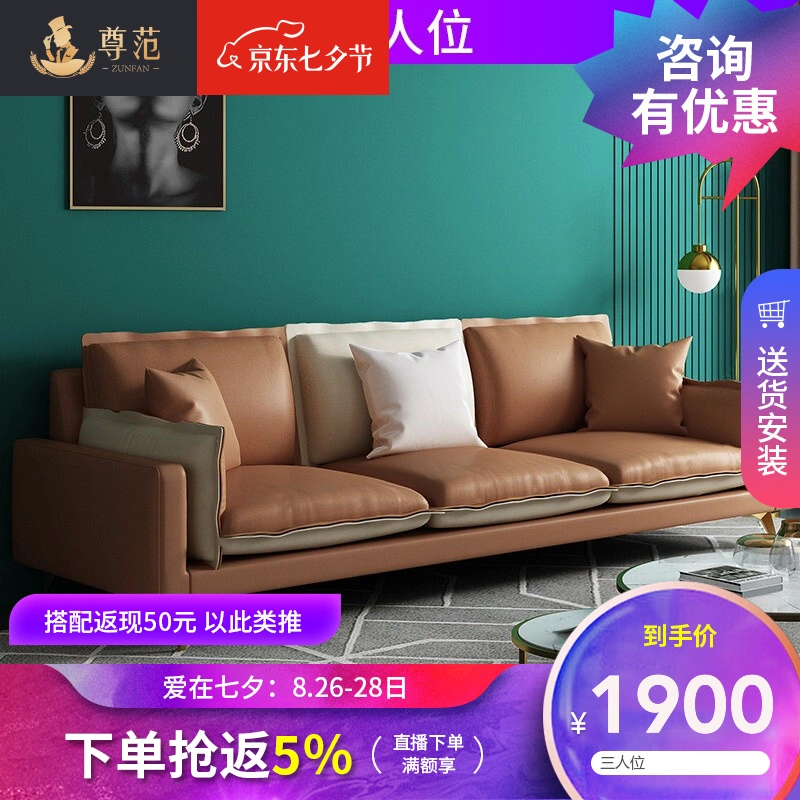 尊范
ZUNFAN
京东七夕节
人位
咨询
有优惠
送货安装
搭配返现50元 以此类推
爱在七夕：8.26-28日
下单抢返5%
（直播下单
满额享）
到手价
¥1900
三人位